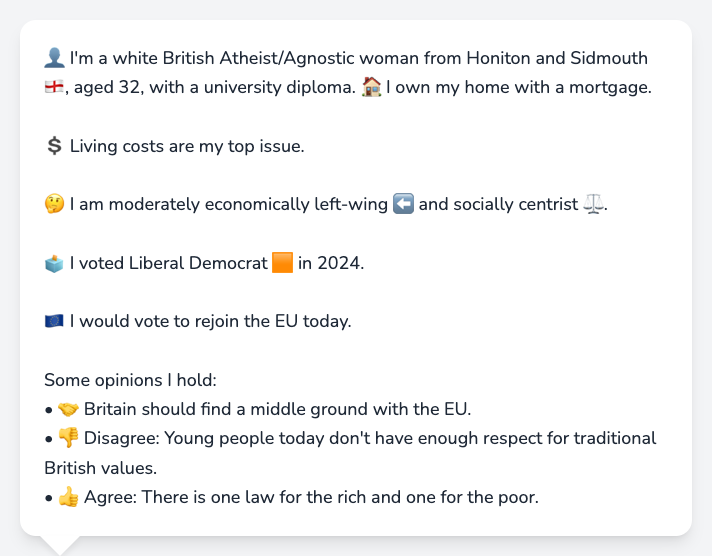 👤 I'm a white British Atheist/Agnostic woman from Honiton and Sidmouth
🏴󠁧󠁢󠁥󠁮󠁧󠁿, aged 32, with a university diploma. 🏠 I own my home with a mortgage.
💲 Living costs are my top issue.
🤔 I am moderately economically left-wing ⬅️ and socially centrist ⚖️.
🗳️ I voted Liberal Democrat 🟧 in 2024.
🇪🇺 I would vote to rejoin the EU today.
Some opinions I hold:
• 🤝 Britain should find a middle ground with the EU.
• 👎 Disagree: Young people today don't have enough respect for traditional
British values.
• 👍 Agree: There is one law for the rich and one for the poor.